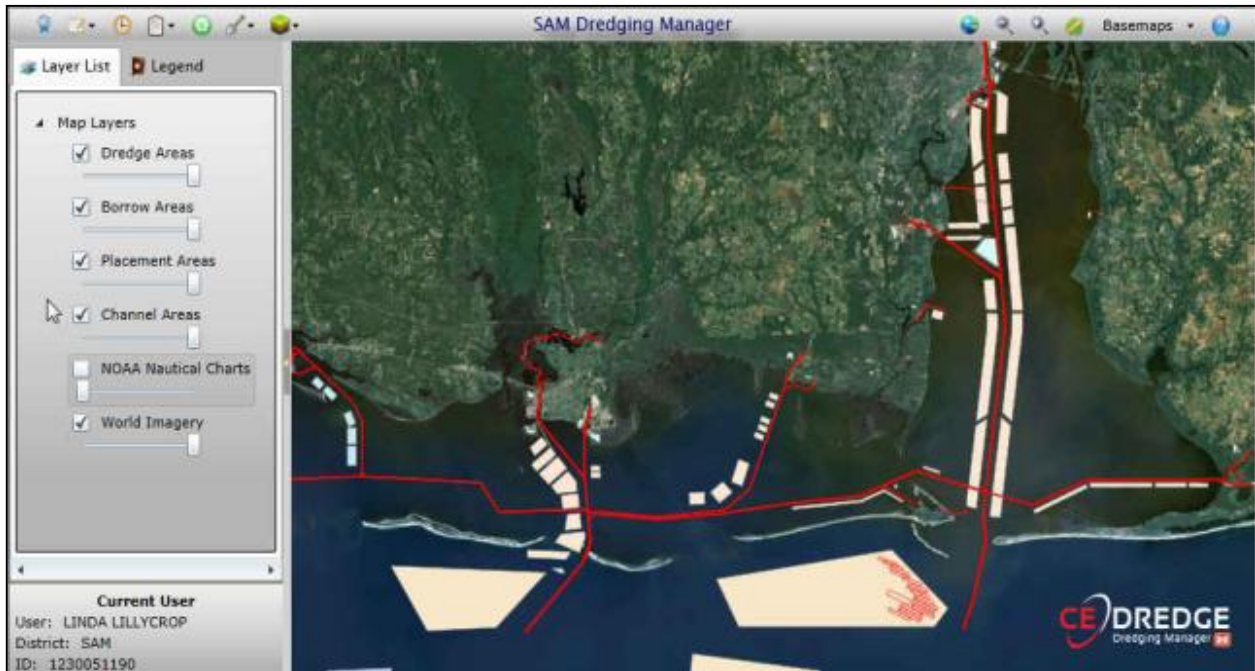 SAM Dredging Manager
Basemaps
Layer List
Legend
Map Layers
Dredge Areas
Borrow Areas
Placement Areas
Channel Areas
NOAA Nautical Charts
World Imagery
Current User
User: LINDA LILLYCROP
District: SAM
ID: 1230051190
CE DREDGE
Dredging Manager